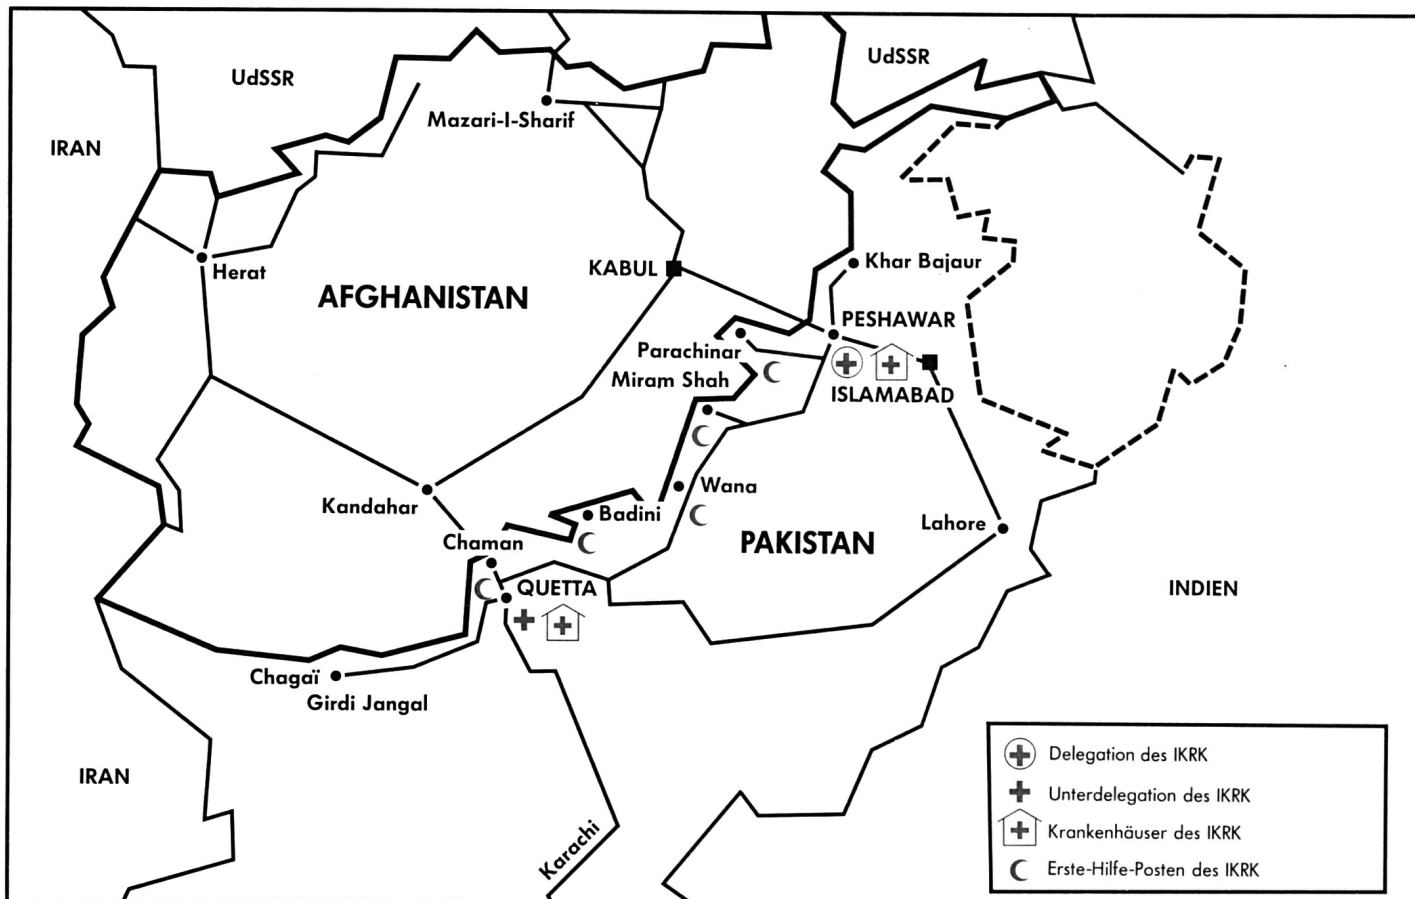 UdSSR
UdSSR
IRAN
Mazari-I-Sharif
Herat
KABUL
Khar Bajaur
AFGHANISTAN
PESHAWAR
Parachinar
Miram Shah
ISLAMABAD
Kandahar
Wana
Badini
Lahore
Chaman
PAKISTAN
QUETTA
INDIEN
Chagaï
Girdi Jangal
IRAN
Karachi
Delegation des IKRK
Unterdelegation des IKRK
Krankenhäuser des IKRK
Erste-Hilfe-Posten des IKRK